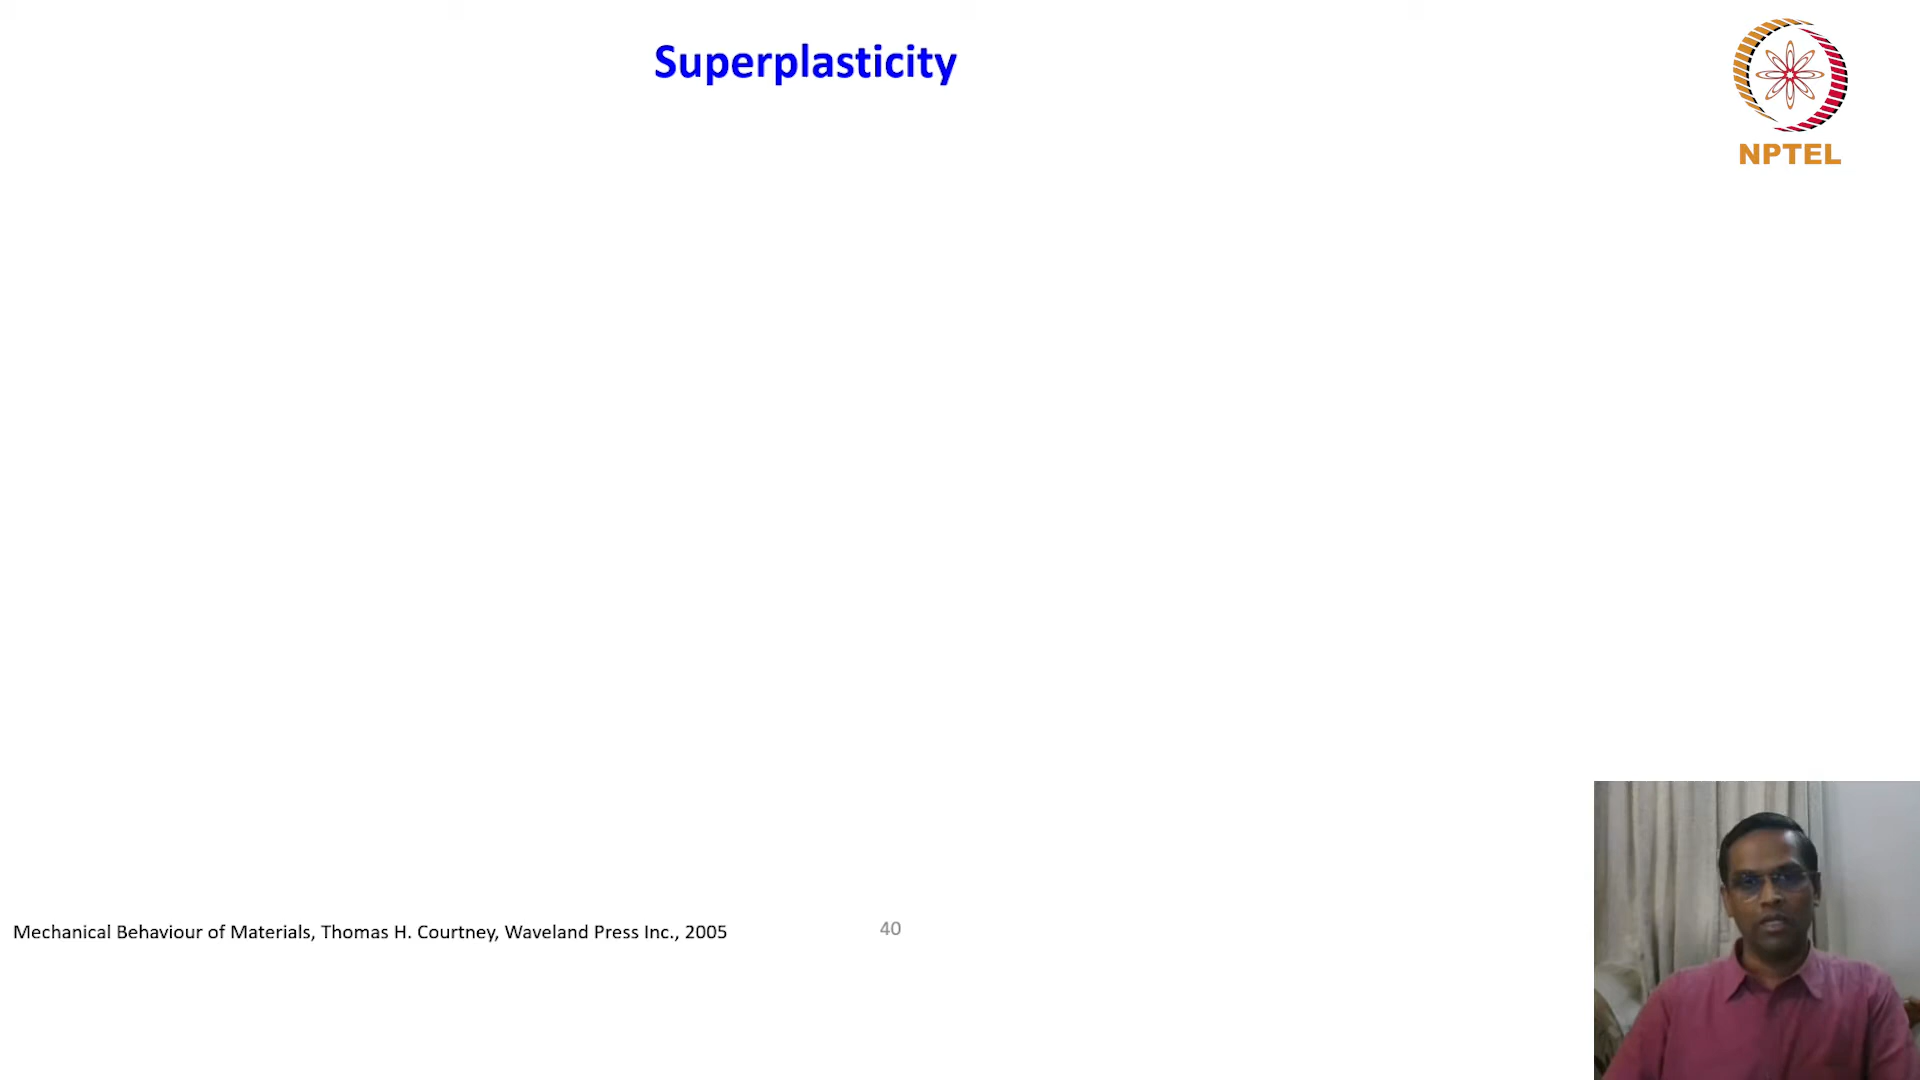 Superplasticity
NPTEL
Mechanical Behaviour of Materials, Thomas H. Courtney, Waveland Press Inc., 2005
40